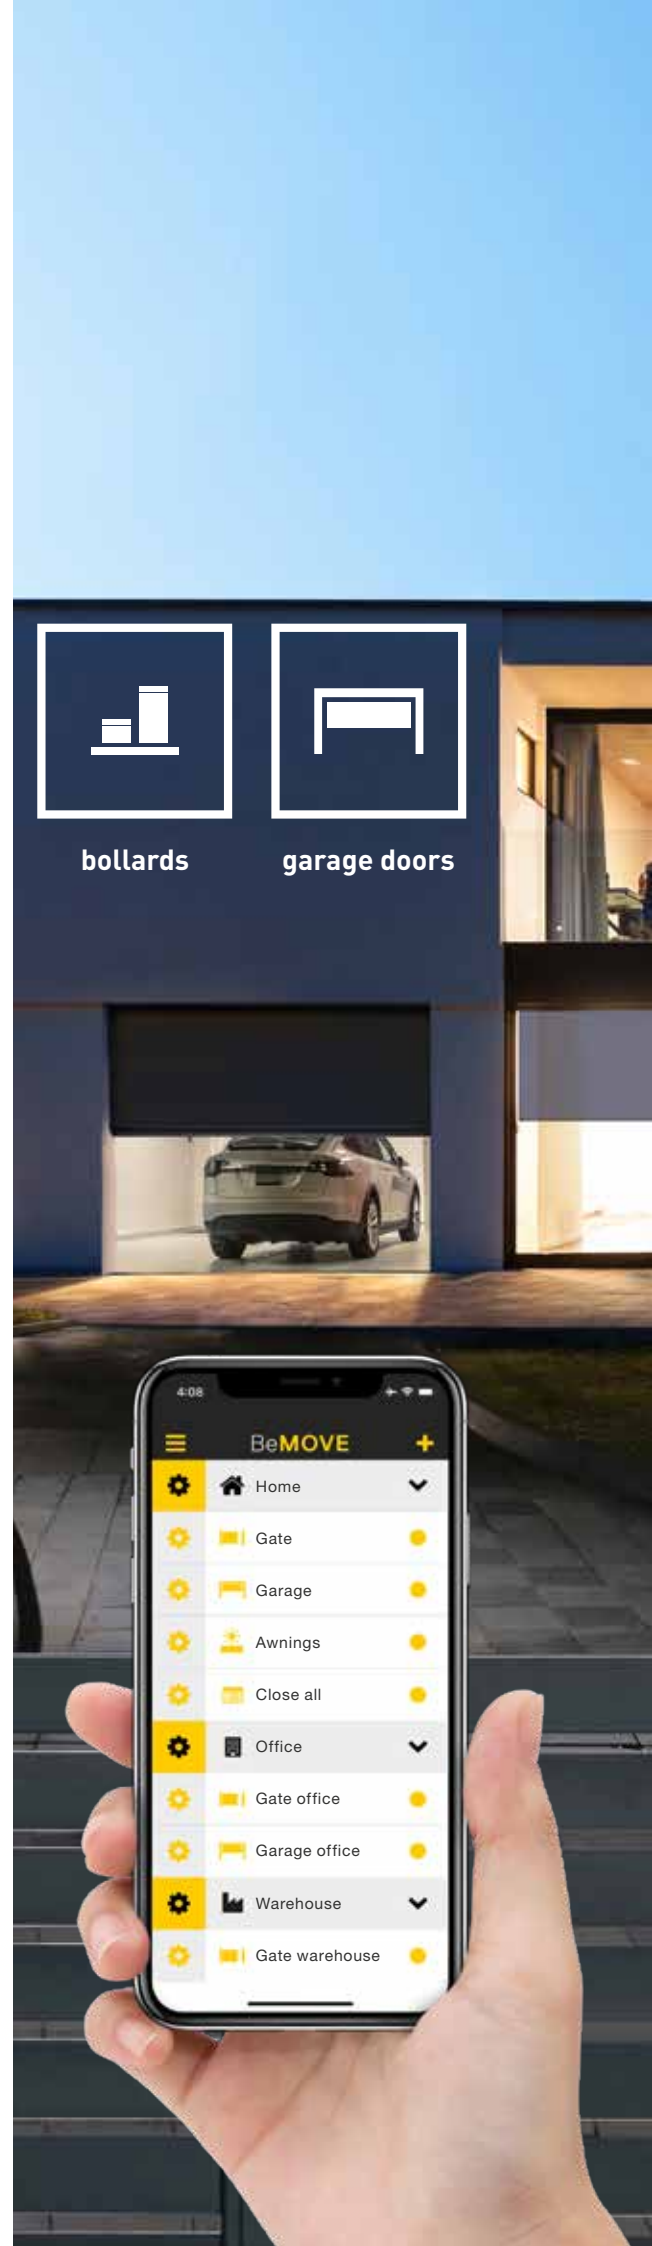 bollards
garage doors
4:08
BeMOVE
Home
Gate
Garage
Awnings
Close all
Office
Gate office
Garage office
Warehouse
Gate warehouse